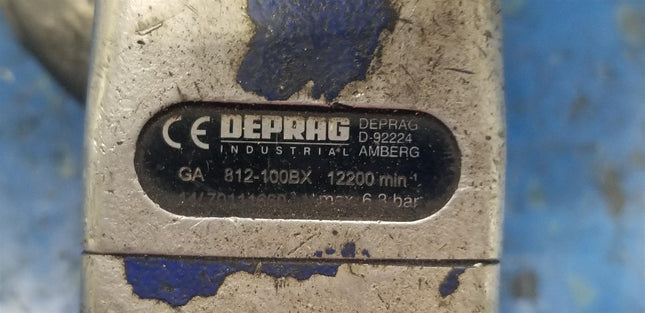 CE DEPRAG DEPRAG
INDUSTRIAL D-92224
AMBERG
GA 812-100BX 12200 min⁻¹
max. 6.3 bar